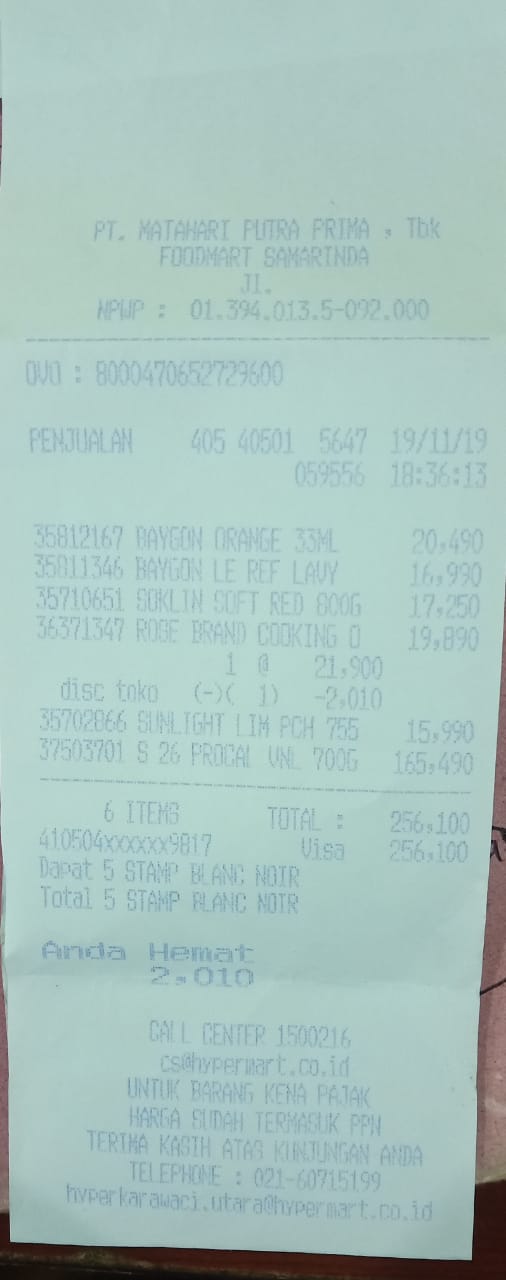 PT. MATAHARI PUTRA PRIMA , Tbk
FOODMART SAMARINDA
Jl.
NPWP : 01.394.013.5-092.000
OVO : 8000470652729600
PENJUALAN 405 40501 5647 19/11/19
059556 18:36:13
35812167 BAYGON ORANGE 33ML 20,490
35811346 BAYGON LE REF LAVY 16,990
35710651 SOKLIN SOFT RED 800G 17,250
36371347 ROSE BRAND COOKING O 19,890
1 @ 21,900
disc toko (-)( 1) -2,010
35702866 SUNLIGHT LIM PCH 755 15,990
37503701 S 26 PROCAL VNL 700G 165,490
6 ITEMS TOTAL : 256,100
410504xxxxxx9817 Visa 256,100
Dapat 5 STAMP BLANC NOIR
Total 5 STAMP BLANC NOIR
Anda Hemat
2,010
CALL CENTER 1500216
cs@hypermart.co.id
UNTUK BARANG KENA PAJAK
HARGA SUDAH TERMASUK PPN
TERIMA KASIH ATAS KUNJUNGAN ANDA
TELEPHONE : 021-60715199
hyperkarawaci.utara@hypermart.co.id